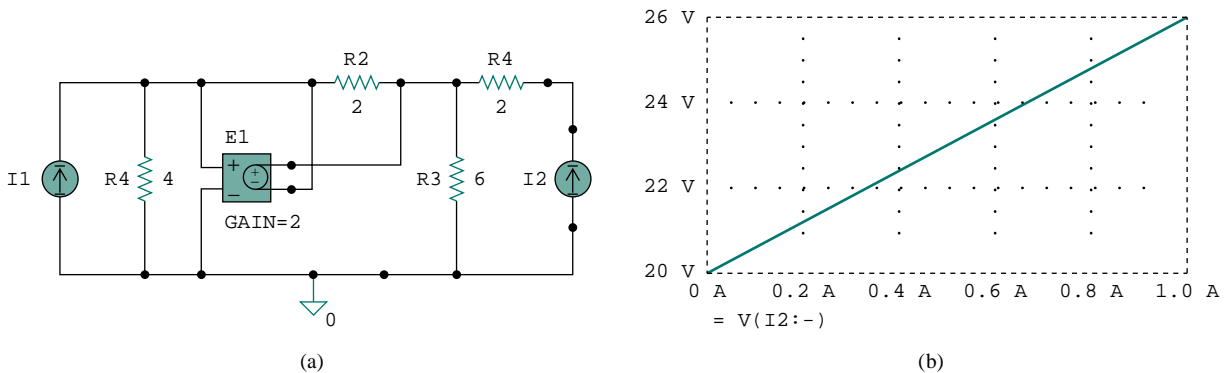 R2
R4
2
2
E1
+
−
+
−
I1
R4
4
R3
6
I2
GAIN=2
0
(a)
26 V
24 V
22 V
20 V
0 A
0.2 A
0.4 A
0.6 A
0.8 A
1.0 A
= V(I2:-)
(b)